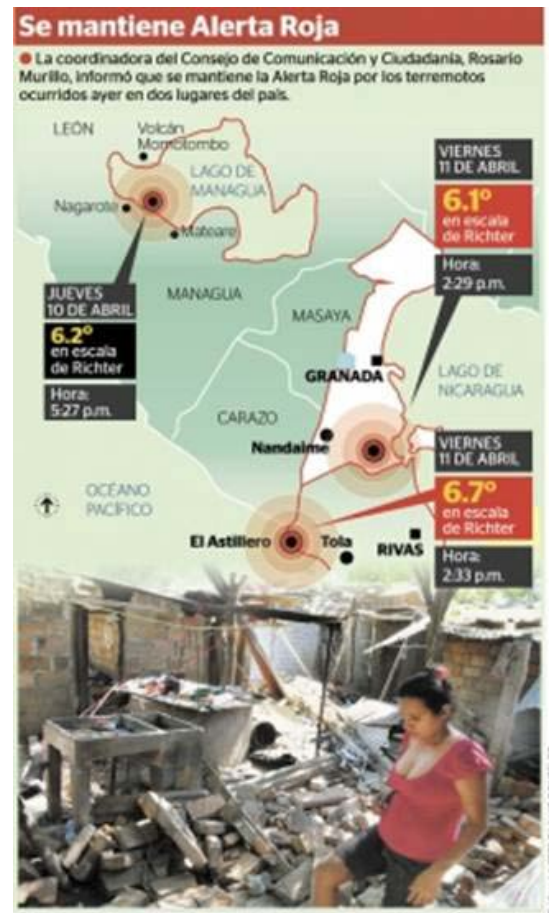 Se mantiene Alerta Roja
La coordinadora del Consejo de Comunicación y Ciudadanía, Rosario
Murillo, informó que se mantiene la Alerta Roja por los terremotos
ocurridos ayer en dos lugares del país.
LEÓN
Volcán
Momotombo
LAGO DE
MANAGUA
Nagarote
Mateare
VIERNES
11 DE ABRIL
6.1º
en escala
de Richter
Hora:
2:29 p.m.
JUEVES
10 DE ABRIL
6.2º
en escala
de Richter
Hora:
5:27 p.m.
MANAGUA
MASAYA
GRANADA
LAGO DE
NICARAGUA
CARAZO
Nandaime
VIERNES
11 DE ABRIL
6.7º
en escala
de Richter
Hora:
2:33 p.m.
OCÉANO
PACÍFICO
El Astillero
Tola
RIVAS